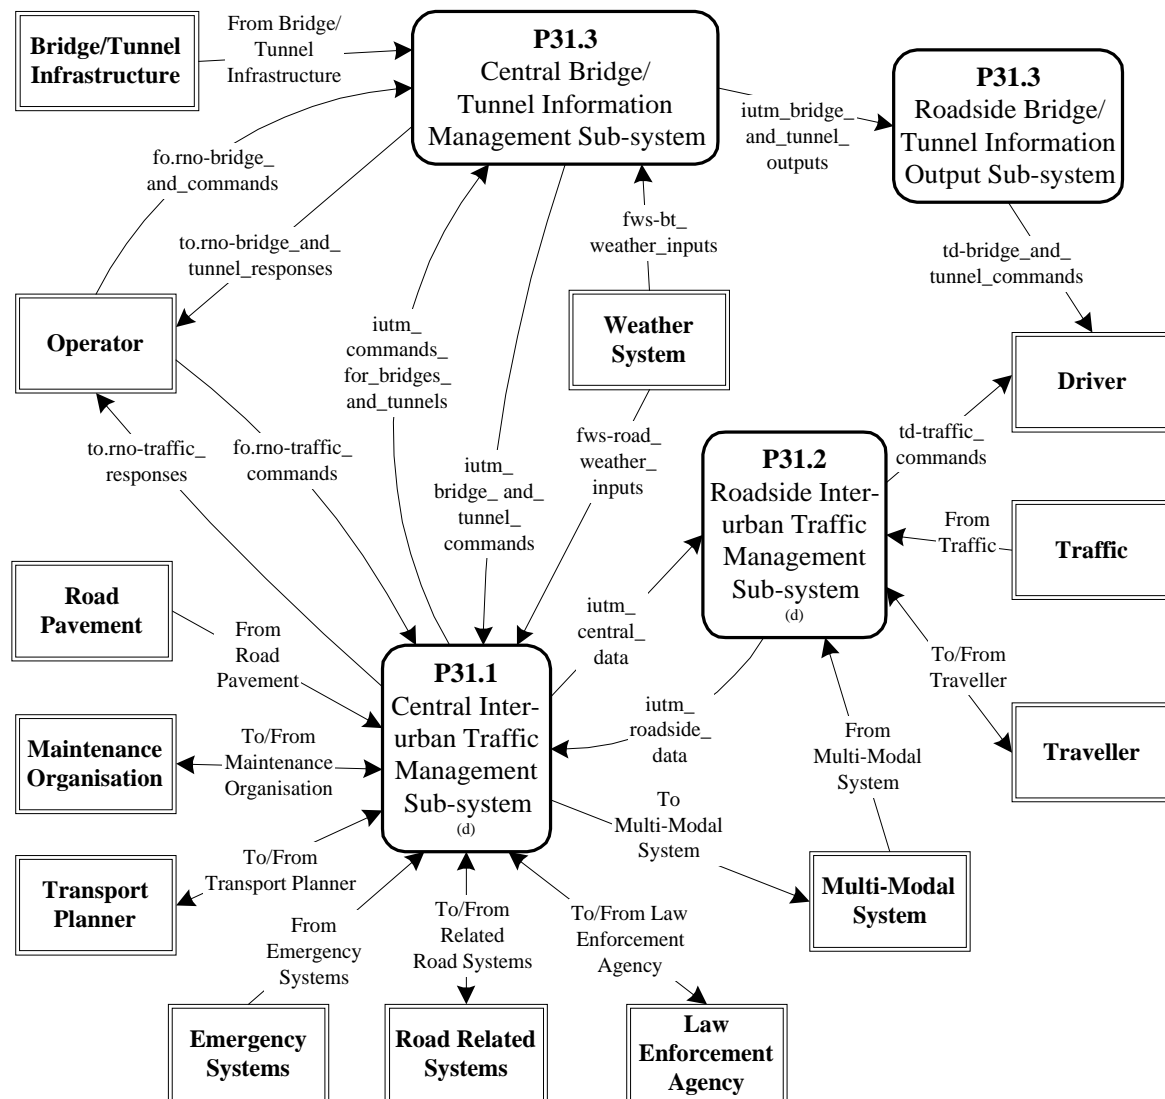 Bridge/Tunnel
Infrastructure
From Bridge/
Tunnel
Infrastructure
P31.3
Central Bridge/
Tunnel Information
Management Sub-system
iutm_bridge_
and_tunnel_
outputs
P31.3
Roadside Bridge/
Tunnel Information
Output Sub-system
fo.rno-bridge_
and_commands
to.rno-bridge_and_
tunnel_responses
fws-bt_
weather_inputs
td-bridge_and_
tunnel_commands
Operator
iutm_
commands_
for_bridges_
and_tunnels
Weather
System
Driver
to.rno-traffic_
responses
fo.rno-traffic_
commands
iutm_
bridge_ and_
tunnel_
commands
fws-road_
weather_
inputs
td-traffic_
commands
P31.2
Roadside Inter-
urban Traffic
Management
Sub-system
(d)
From
Traffic
Traffic
Road
Pavement
From
Road
Pavement
iutm_
central_
data
To/From
Traveller
P31.1
Central Inter-
urban Traffic
Management
Sub-system
(d)
iutm_
roadside_
data
From
Multi-Modal
System
Traveller
Maintenance
Organisation
To/From
Maintenance
Organisation
To
Multi-Modal
System
Transport
Planner
To/From
Transport Planner
Multi-Modal
System
From
Emergency
Systems
To/From
Related
Road Systems
To/From Law
Enforcement
Agency
Emergency
Systems
Road Related
Systems
Law
Enforcement
Agency